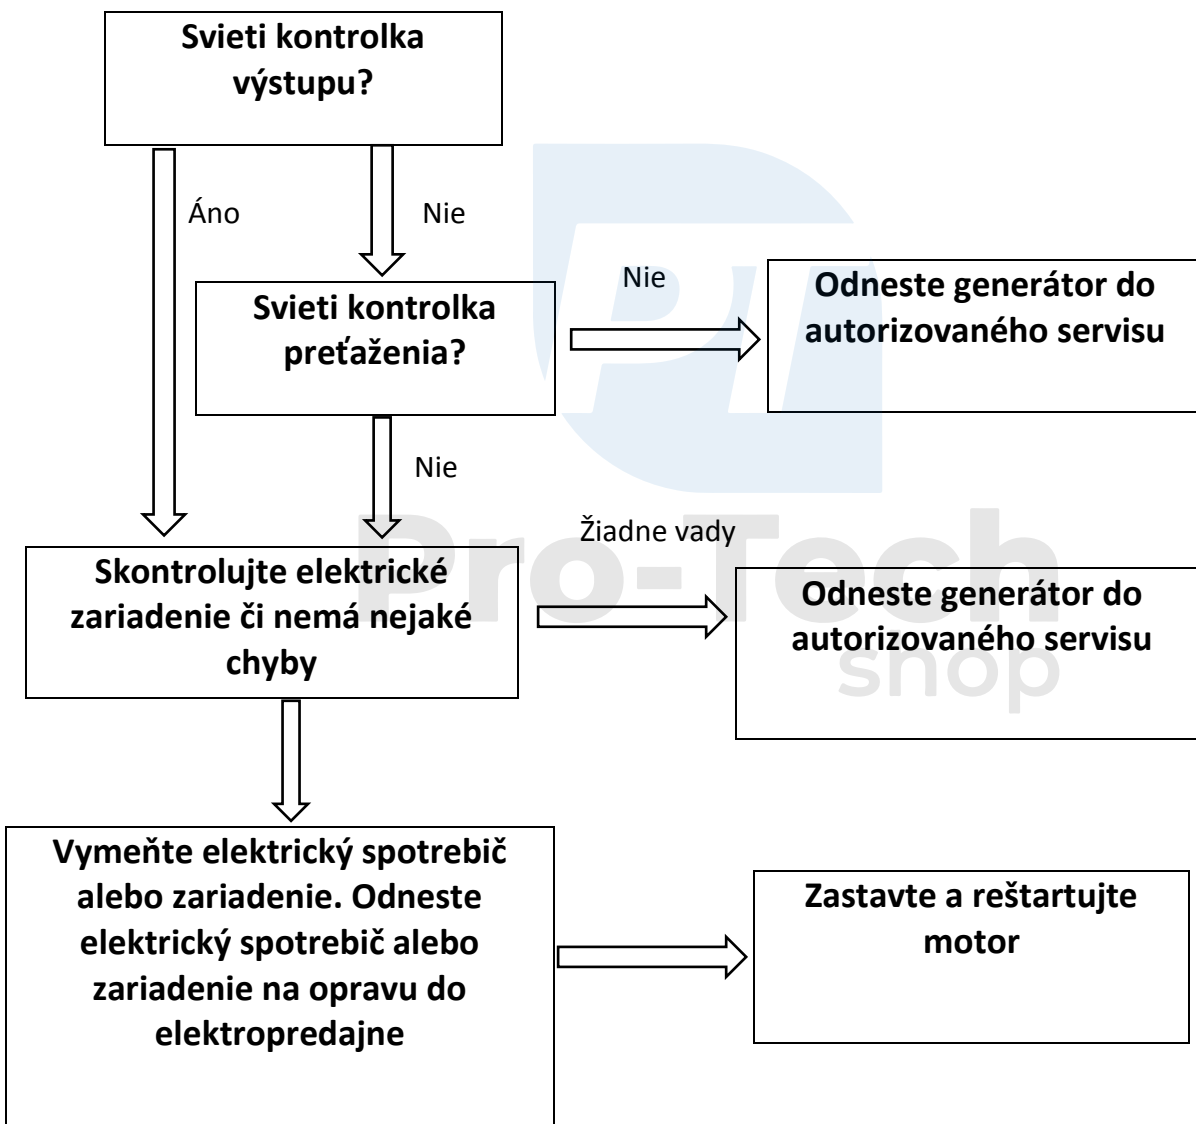 Svieti kontrolka
výstupu?
Áno
Nie
Svieti kontrolka
preťaženia?
Nie
Odneste generátor do
autorizovaného servisu
Nie
Skontrolujte elektrické
zariadenie či nemá nejaké
chyby
Žiadne vady
Odneste generátor do
autorizovaného servisu
Vymeňte elektrický spotrebič
alebo zariadenie. Odneste
elektrický spotrebič alebo
zariadenie na opravu do
elektropredajne
Zastavte a reštartujte
motor
PT
Pro-Tech
shop